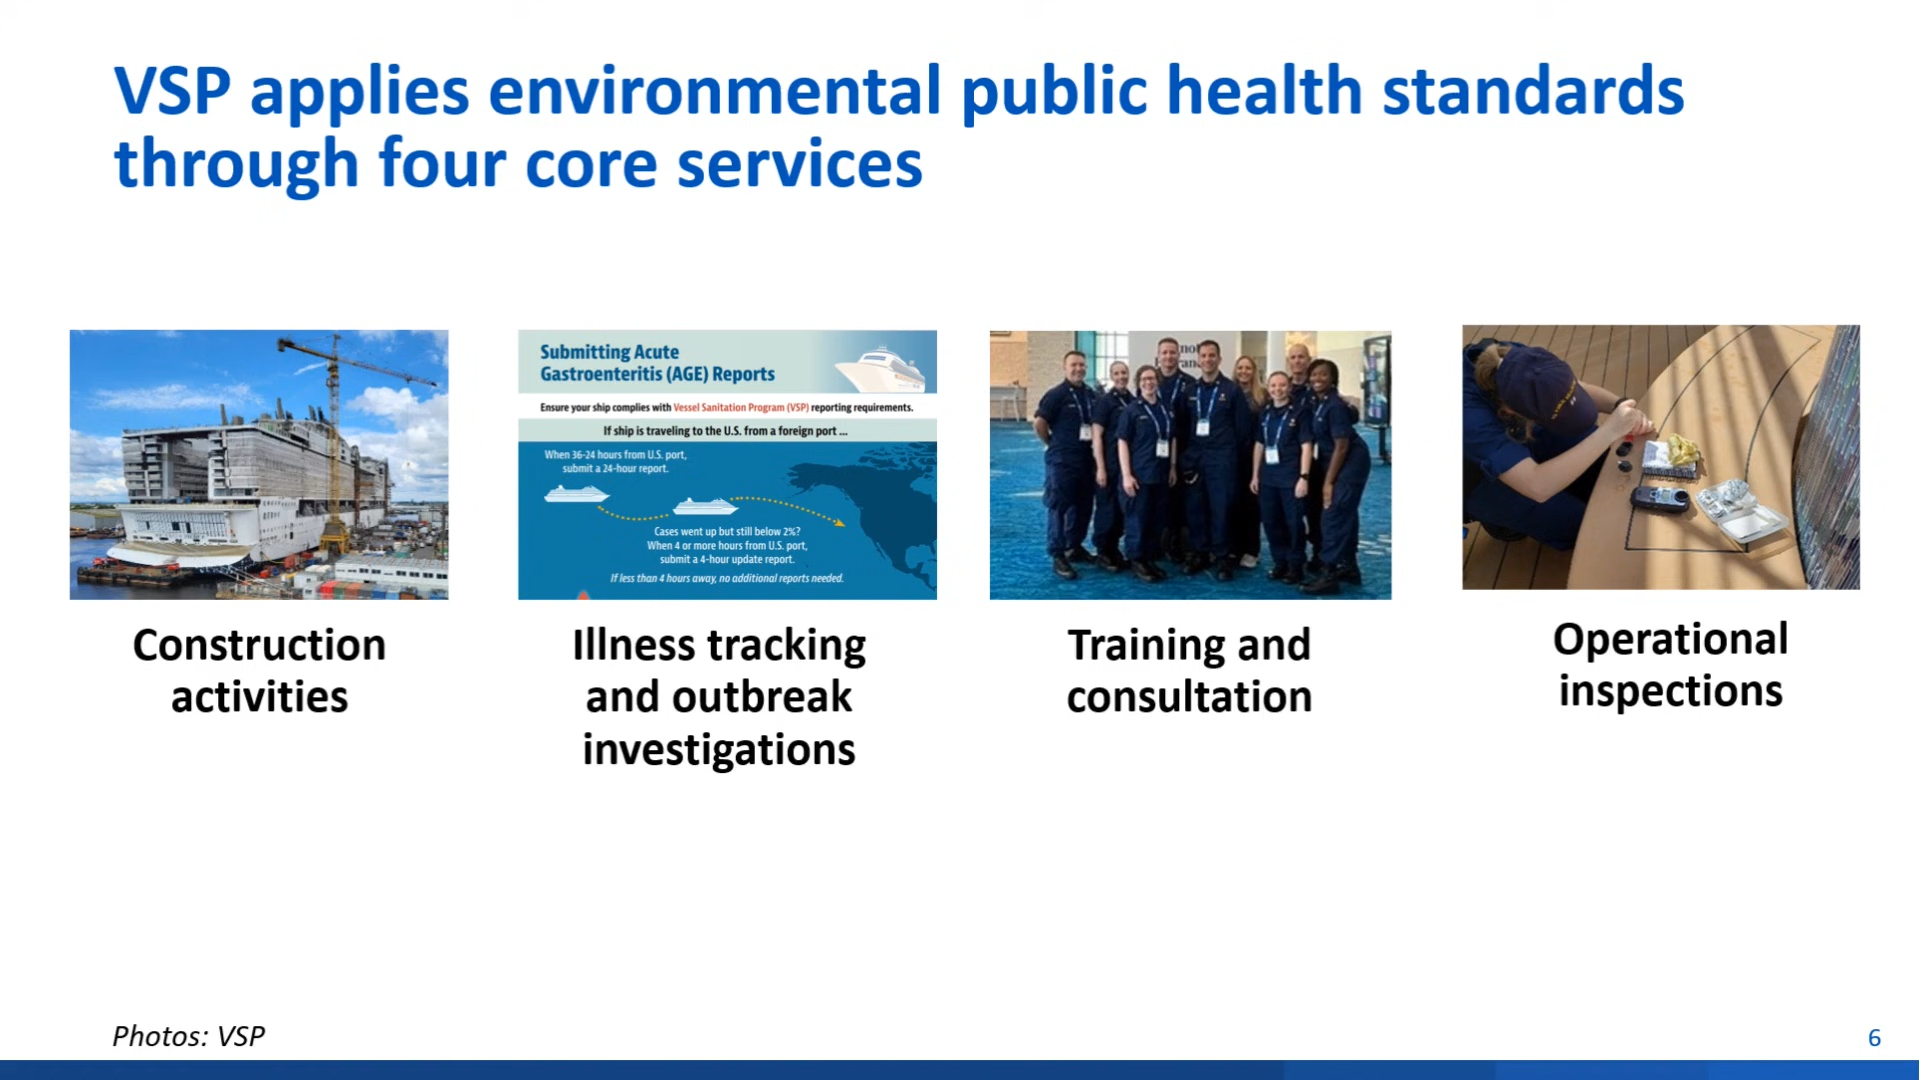 VSP applies environmental public health standards
through four core services
Submitting Acute
Gastroenteritis (AGE) Reports
Ensure your ship complies with Vessel Sanitation Program (VSP) reporting requirements.
If ship is traveling to the U.S. from a foreign port ...
When 36-24 hours from U.S. port,
submit a 24-hour report.
Cases went up but still below 2%?
When 4 or more hours from U.S. port,
submit a 4-hour update report.
If less than 4 hours away, no additional reports needed.
Construction
activities
Illness tracking
and outbreak
investigations
Training and
consultation
Operational
inspections
Photos: VSP
6